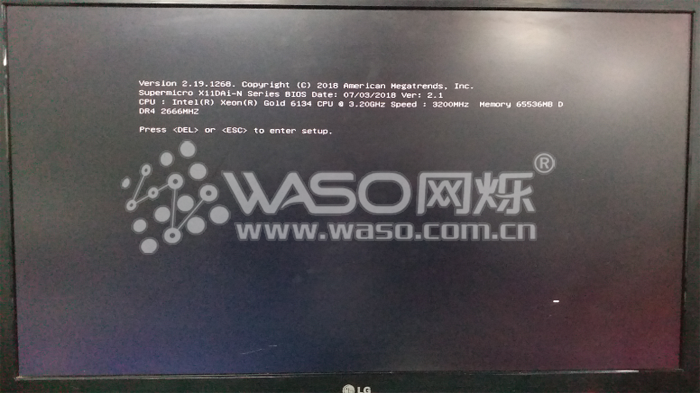 Version 2.19.1268. Copyright (C) 2018 American Megatrends, Inc.
Supermicro X11DAi-N Series BIOS Date: 07/03/2018 Ver: 2.1
CPU : Intel(R) Xeon(R) Gold 6134 CPU @ 3.20GHz Speed : 3200MHz  Memory 65536MB D
DR4 2666MHZ
Press <DEL> or <ESC> to enter setup.
WASO网烁®
www.waso.com.cn
LG